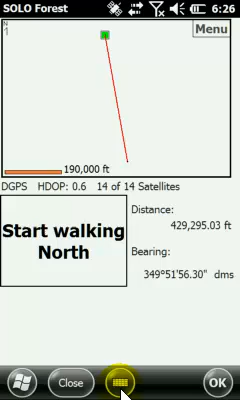 SOLO Forest 6:26
N
Menu
190,000 ft
DGPS HDOP: 0.6 14 of 14 Satellites
Start walking
North
Distance:
429,295.03 ft
Bearing:
349°51'56.30" dms
Close
OK